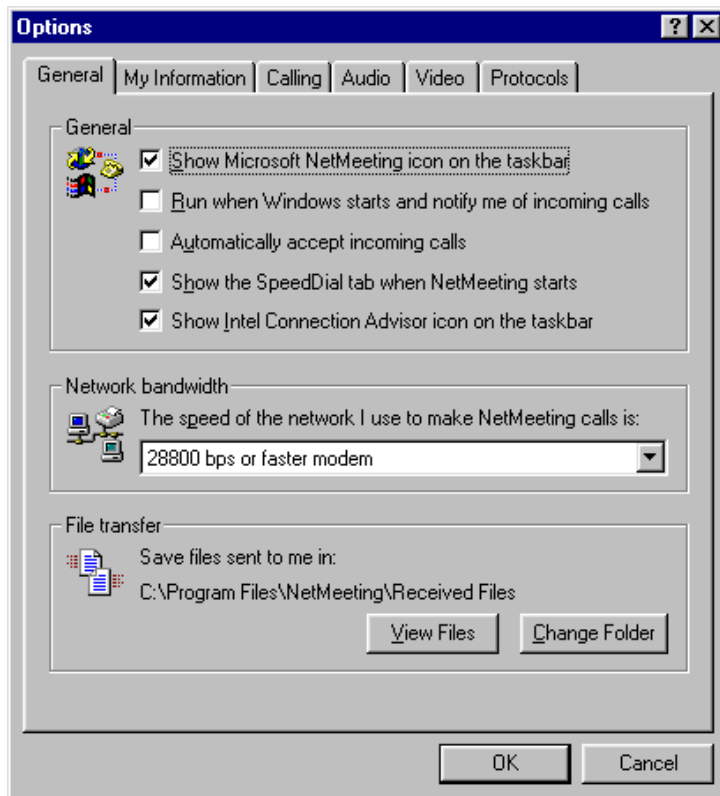 Options
General My Information Calling Audio Video Protocols
General
Show Microsoft NetMeeting icon on the taskbar
Run when Windows starts and notify me of incoming calls
Automatically accept incoming calls
Show the SpeedDial tab when NetMeeting starts
Show Intel Connection Advisor icon on the taskbar
Network bandwidth
The speed of the network I use to make NetMeeting calls is:
28800 bps or faster modem
File transfer
Save files sent to me in:
C:\Program Files\NetMeeting\Received Files
View Files Change Folder
OK Cancel